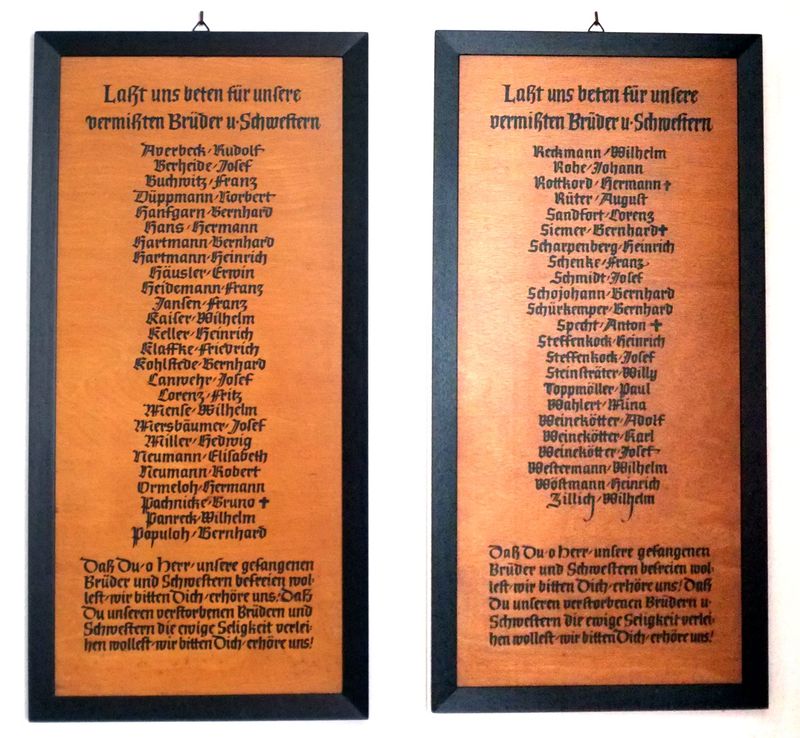 Laßt uns beten für unsere
vermißten Brüder u. Schwestern
Averbeck, Rudolf
Berheide, Josef
Buchwitz, Franz
Düppmann, Norbert
Hanfgarn, Bernhard
Hans, Hermann
Hartmann, Bernhard
Hartmann, Heinrich
Häusler, Erwin
Heidemann, Franz
Jansen, Franz
Kaiser, Wilhelm
Keller, Heinrich
Klaffke, Friedrich
Kohlstede, Bernhard
Lanwehr, Josef
Lorenz, Fritz
Mense, Wilhelm
Mersbäumer, Josef
Miller, Hedwig
Neumann, Elisabeth
Neumann, Robert
Ormeloh, Hermann
Pachnicke, Bruno ✝
Panreck, Wilhelm
Populoh, Bernhard
Daß Du, o Herr, unsere gefangenen
Brüder und Schwestern befreien wol-
lest, wir bitten Dich, erhöre uns! Daß
Du unseren verstorbenen Brüdern und
Schwestern die ewige Seligkeit verlei-
hen wollest, wir bitten Dich, erhöre uns!
Laßt uns beten für unsere
vermißten Brüder u. Schwestern
Reckmann, Wilhelm
Rohe, Johann
Rottkord, Hermann ✝
Rüter, August
Sandfort, Lorenz
Siemer, Bernhard ✝
Scharpenberg, Heinrich
Schenke, Franz
Schmidt, Josef
Schojohann, Bernhard
Schürkemper, Bernhard
Specht, Anton ✝
Steffenkock, Heinrich
Steffenkock, Josef
Steinsträter, Willy
Toppmöller, Paul
Wahlert, Mina
Weinekötter, Adolf
Weinekötter, Karl
Weinekötter, Josef
Westermann, Wilhelm
Wöstmann, Heinrich
Zillich, Wilhelm
Daß Du, o Herr, unsere gefangenen
Brüder und Schwestern befreien wol-
lest, wir bitten Dich, erhöre uns! Daß
Du unseren verstorbenen Brüdern u.
Schwestern die ewige Seligkeit verlei-
hen wollest, wir bitten Dich, erhöre uns!